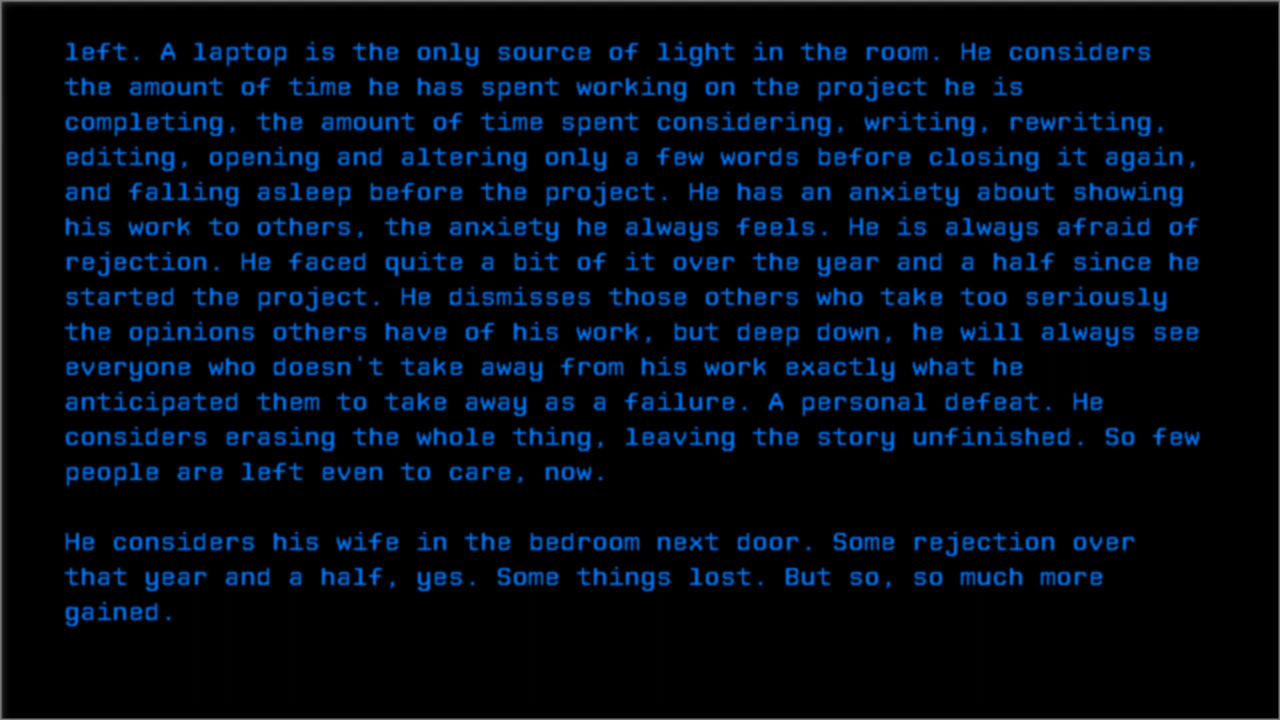 left. A laptop is the only source of light in the room. He considers
the amount of time he has spent working on the project he is
completing, the amount of time spent considering, writing, rewriting,
editing, opening and altering only a few words before closing it again,
and falling asleep before the project. He has an anxiety about showing
his work to others, the anxiety he always feels. He is always afraid of
rejection. He faced quite a bit of it over the year and a half since he
started the project. He dismisses those others who take too seriously
the opinions others have of his work, but deep down, he will always see
everyone who doesn't take away from his work exactly what he
anticipated them to take away as a failure. A personal defeat. He
considers erasing the whole thing, leaving the story unfinished. So few
people are left even to care, now.

He considers his wife in the bedroom next door. Some rejection over
that year and a half, yes. Some things lost. But so, so much more
gained.